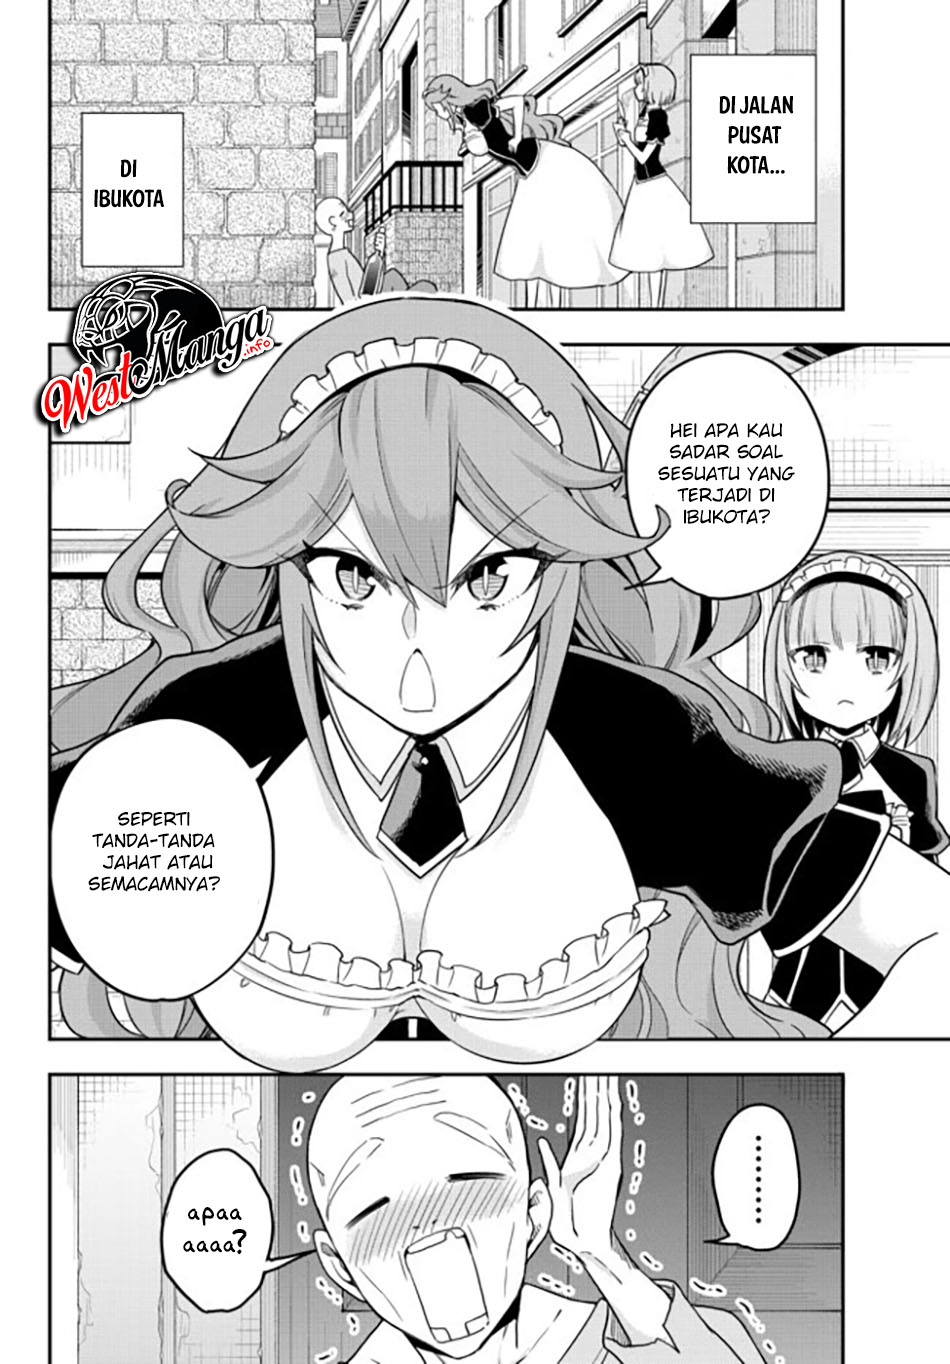 DI
IBUKOTA
DI JALAN
PUSAT
KOTA...
WestManga
.info
HEI APA KAU
SADAR SOAL
SESUATU YANG
TERJADI DI
IBUKOTA?
SEPERTI
TANDA-TANDA
JAHAT ATAU
SEMACAMNYA?
.........
apaa
aaaa?